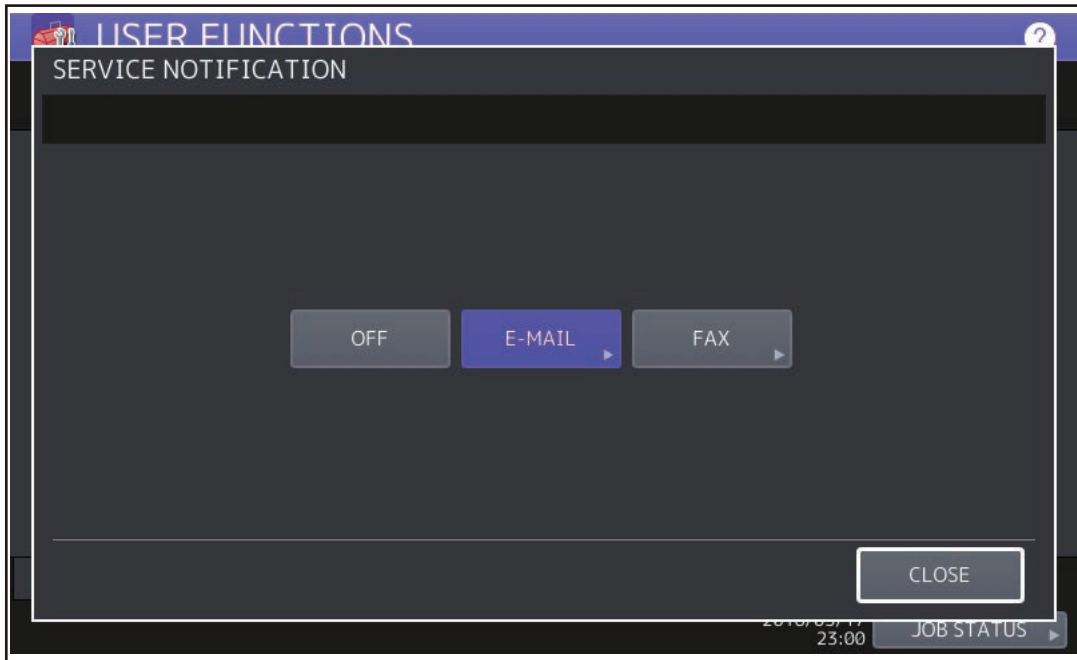 USER FUNCTIONS
?
SERVICE NOTIFICATION
OFF
E-MAIL
FAX
CLOSE
23:00
JOB STATUS